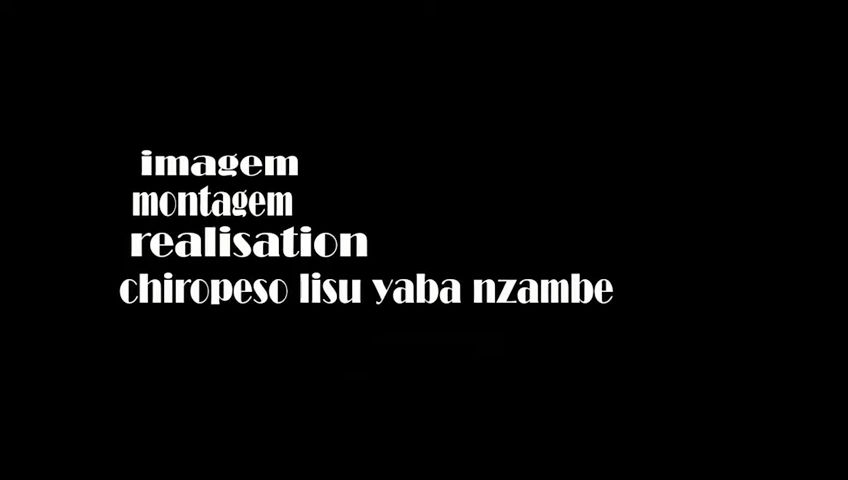 imagem
montagem
realisation
chiropeso lisu yaba nzambe